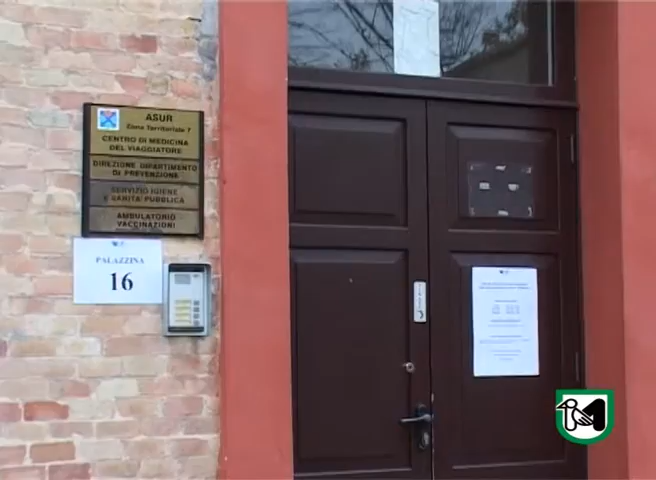 ASUR
Zona Territoriale 7
CENTRO DI MEDICINA
DEL VIAGGIATORE
DIREZIONE DIPARTIMENTO
DI PREVENZIONE
SERVIZIO IGIENE
E SANITA' PUBBLICA
AMBULATORIO
VACCINAZIONI
PALAZZINA
16